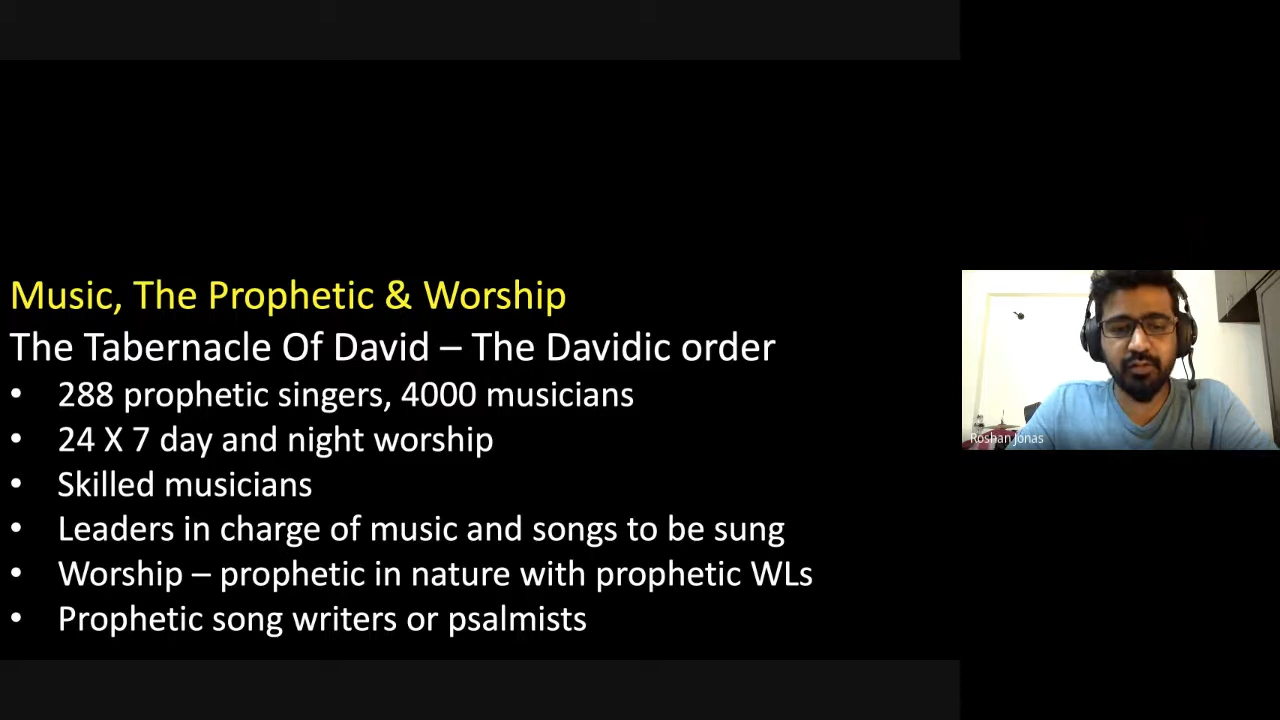 Music, The Prophetic & Worship
The Tabernacle Of David – The Davidic order
• 288 prophetic singers, 4000 musicians
• 24 X 7 day and night worship
• Skilled musicians
• Leaders in charge of music and songs to be sung
• Worship – prophetic in nature with prophetic WLs
• Prophetic song writers or psalmists
Roshan Jonas